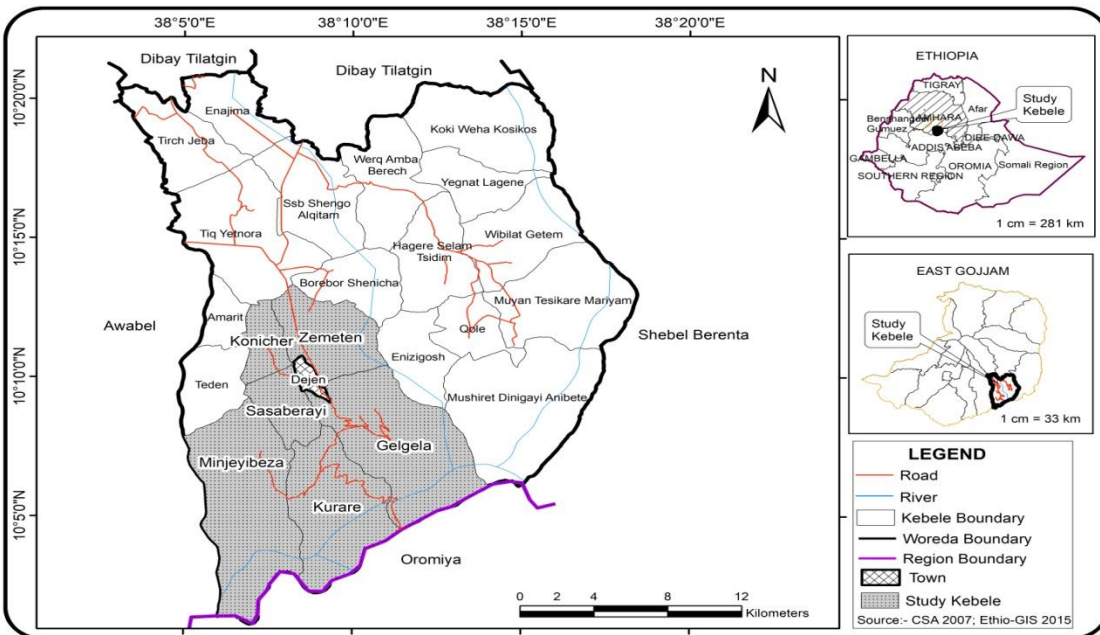 38°5'0"E
38°10'0"E
38°15'0"E
38°20'0"E
10°20'0"N
10°15'0"N
10°10'0"N
10°5'0"N
Dibay Tilatgin
Dibay Tilatgin
N
Enajima
Tirch Jeba
Koki Weha Kosikos
Werq Amba
Berech
Yegnat Lagene
Ssb Shengo
Alqitam
Tiq Yetnora
Wibilat Getem
Hagere Selam
Tsidim
Borebor Shenicha
Muyan Tesikare Mariyam
Amarit
Awabel
Qole
Shebel Berenta
Konicher
Zemeten
Enizigosh
Dejen
Teden
Mushiret Dinigayi Anibete
Sasaberayi
Gelgela
Minjeyibeza
Kurare
Oromiya
0 2 4 8 12
Kilometers
ETHIOPIA
TIGRAY
Study
Kebele
Afar
AMHARA
Gumuez
DIRE DAWA
ADDIS ABEBA
GAMBELLA
OROMIA
Somali Region
SOUTHERN REGION
1 cm = 281 km
EAST GOJJAM
Study
Kebele
1 cm = 33 km
LEGEND
Road
River
Kebele Boundary
Woreda Boundary
Region Boundary
Town
Study Kebele
Source:- CSA 2007; Ethio-GIS 2015